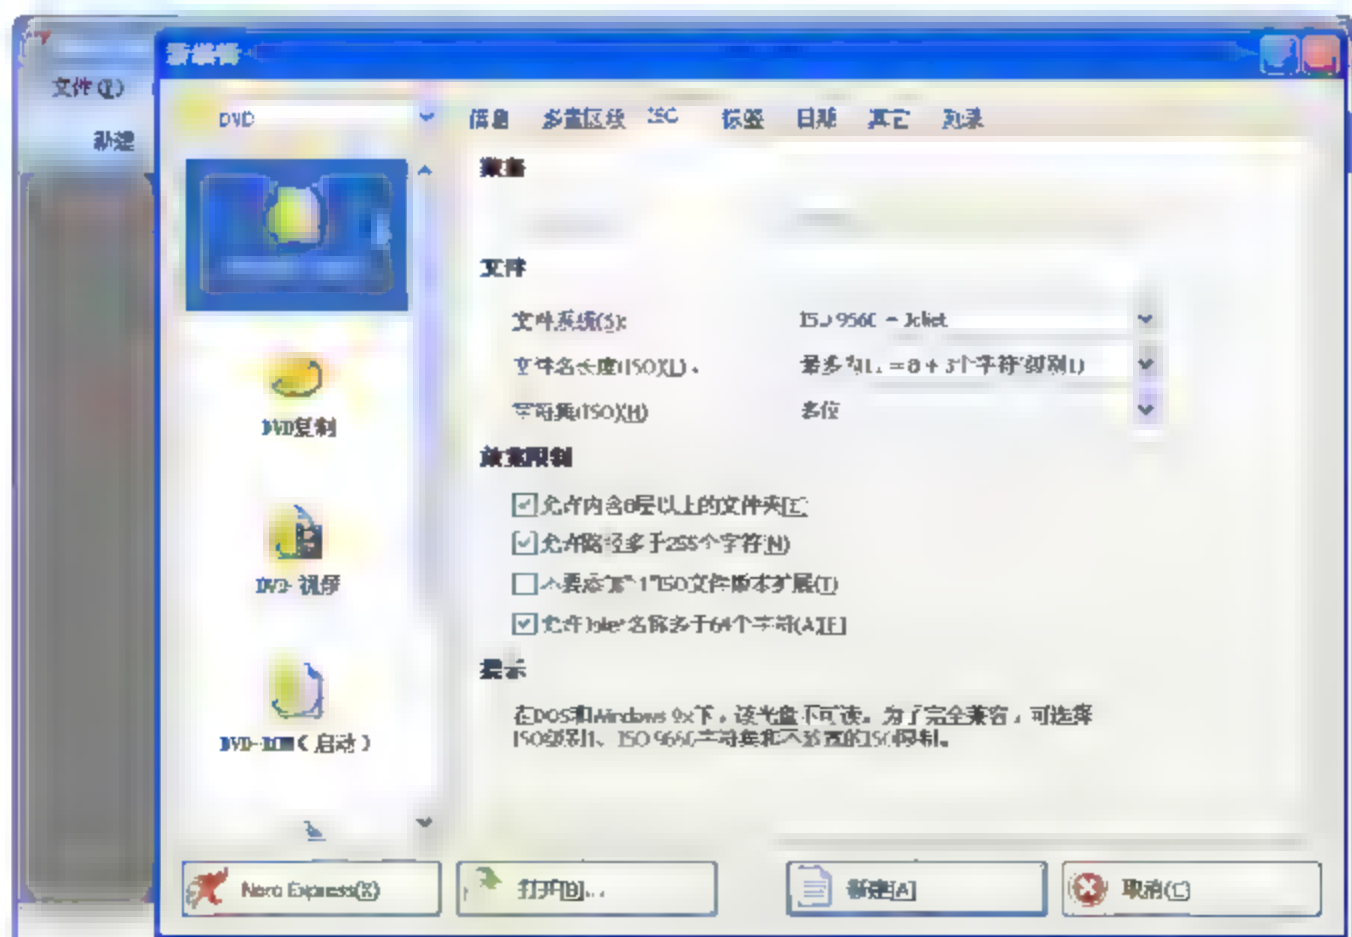 新编辑
文件(F)
新建
DVD
信息 多重区段 ISO 标签 日期 其它 刻录
数据
文件
文件系统(S): ISO 9660 + Joliet
文件名长度(ISO)(L): 最多为11 = 8 + 3个字符(级别1)
字符集(ISO)(H) 多位
放宽限制
允许内含8层以上的文件夹
允许路径多于255个字符(N)
不要添加";1"ISO文件版本扩展(T)
允许Joliet名称多于64个字符
提示
在DOS和Windows 9x下，该光盘不可读。为了完全兼容，可选择
ISO级别1、ISO 9660字符集和不放宽的ISO限制。
DVD复制
DVD-视频
DVD-ROM（启动）
Nero Express(X)
打开[B]...
新建[A]
取消(C)